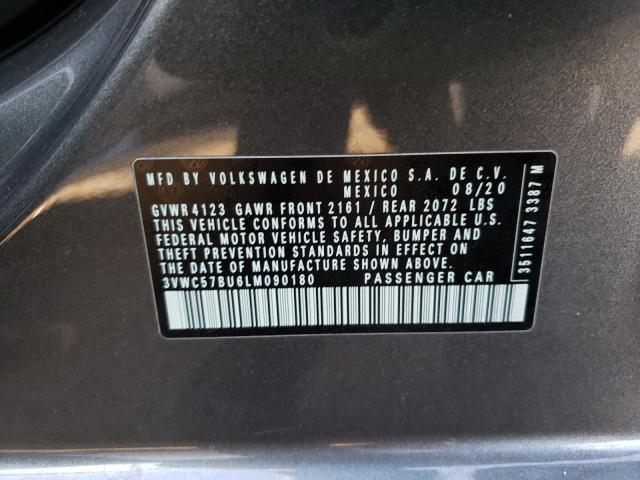 MFD BY VOLKSWAGEN DE MEXICO S.A. DE C.V.
MEXICO 08/20
GVWR 4123 GAWR FRONT 2161 / REAR 2072 LBS
THIS VEHICLE CONFORMS TO ALL APPLICABLE U.S.
FEDERAL MOTOR VEHICLE SAFETY, BUMPER AND
THEFT PREVENTION STANDARDS IN EFFECT ON
THE DATE OF MANUFACTURE SHOWN ABOVE.
3VWC57BU6LM090180 PASSENGER CAR
3511647 3387 M